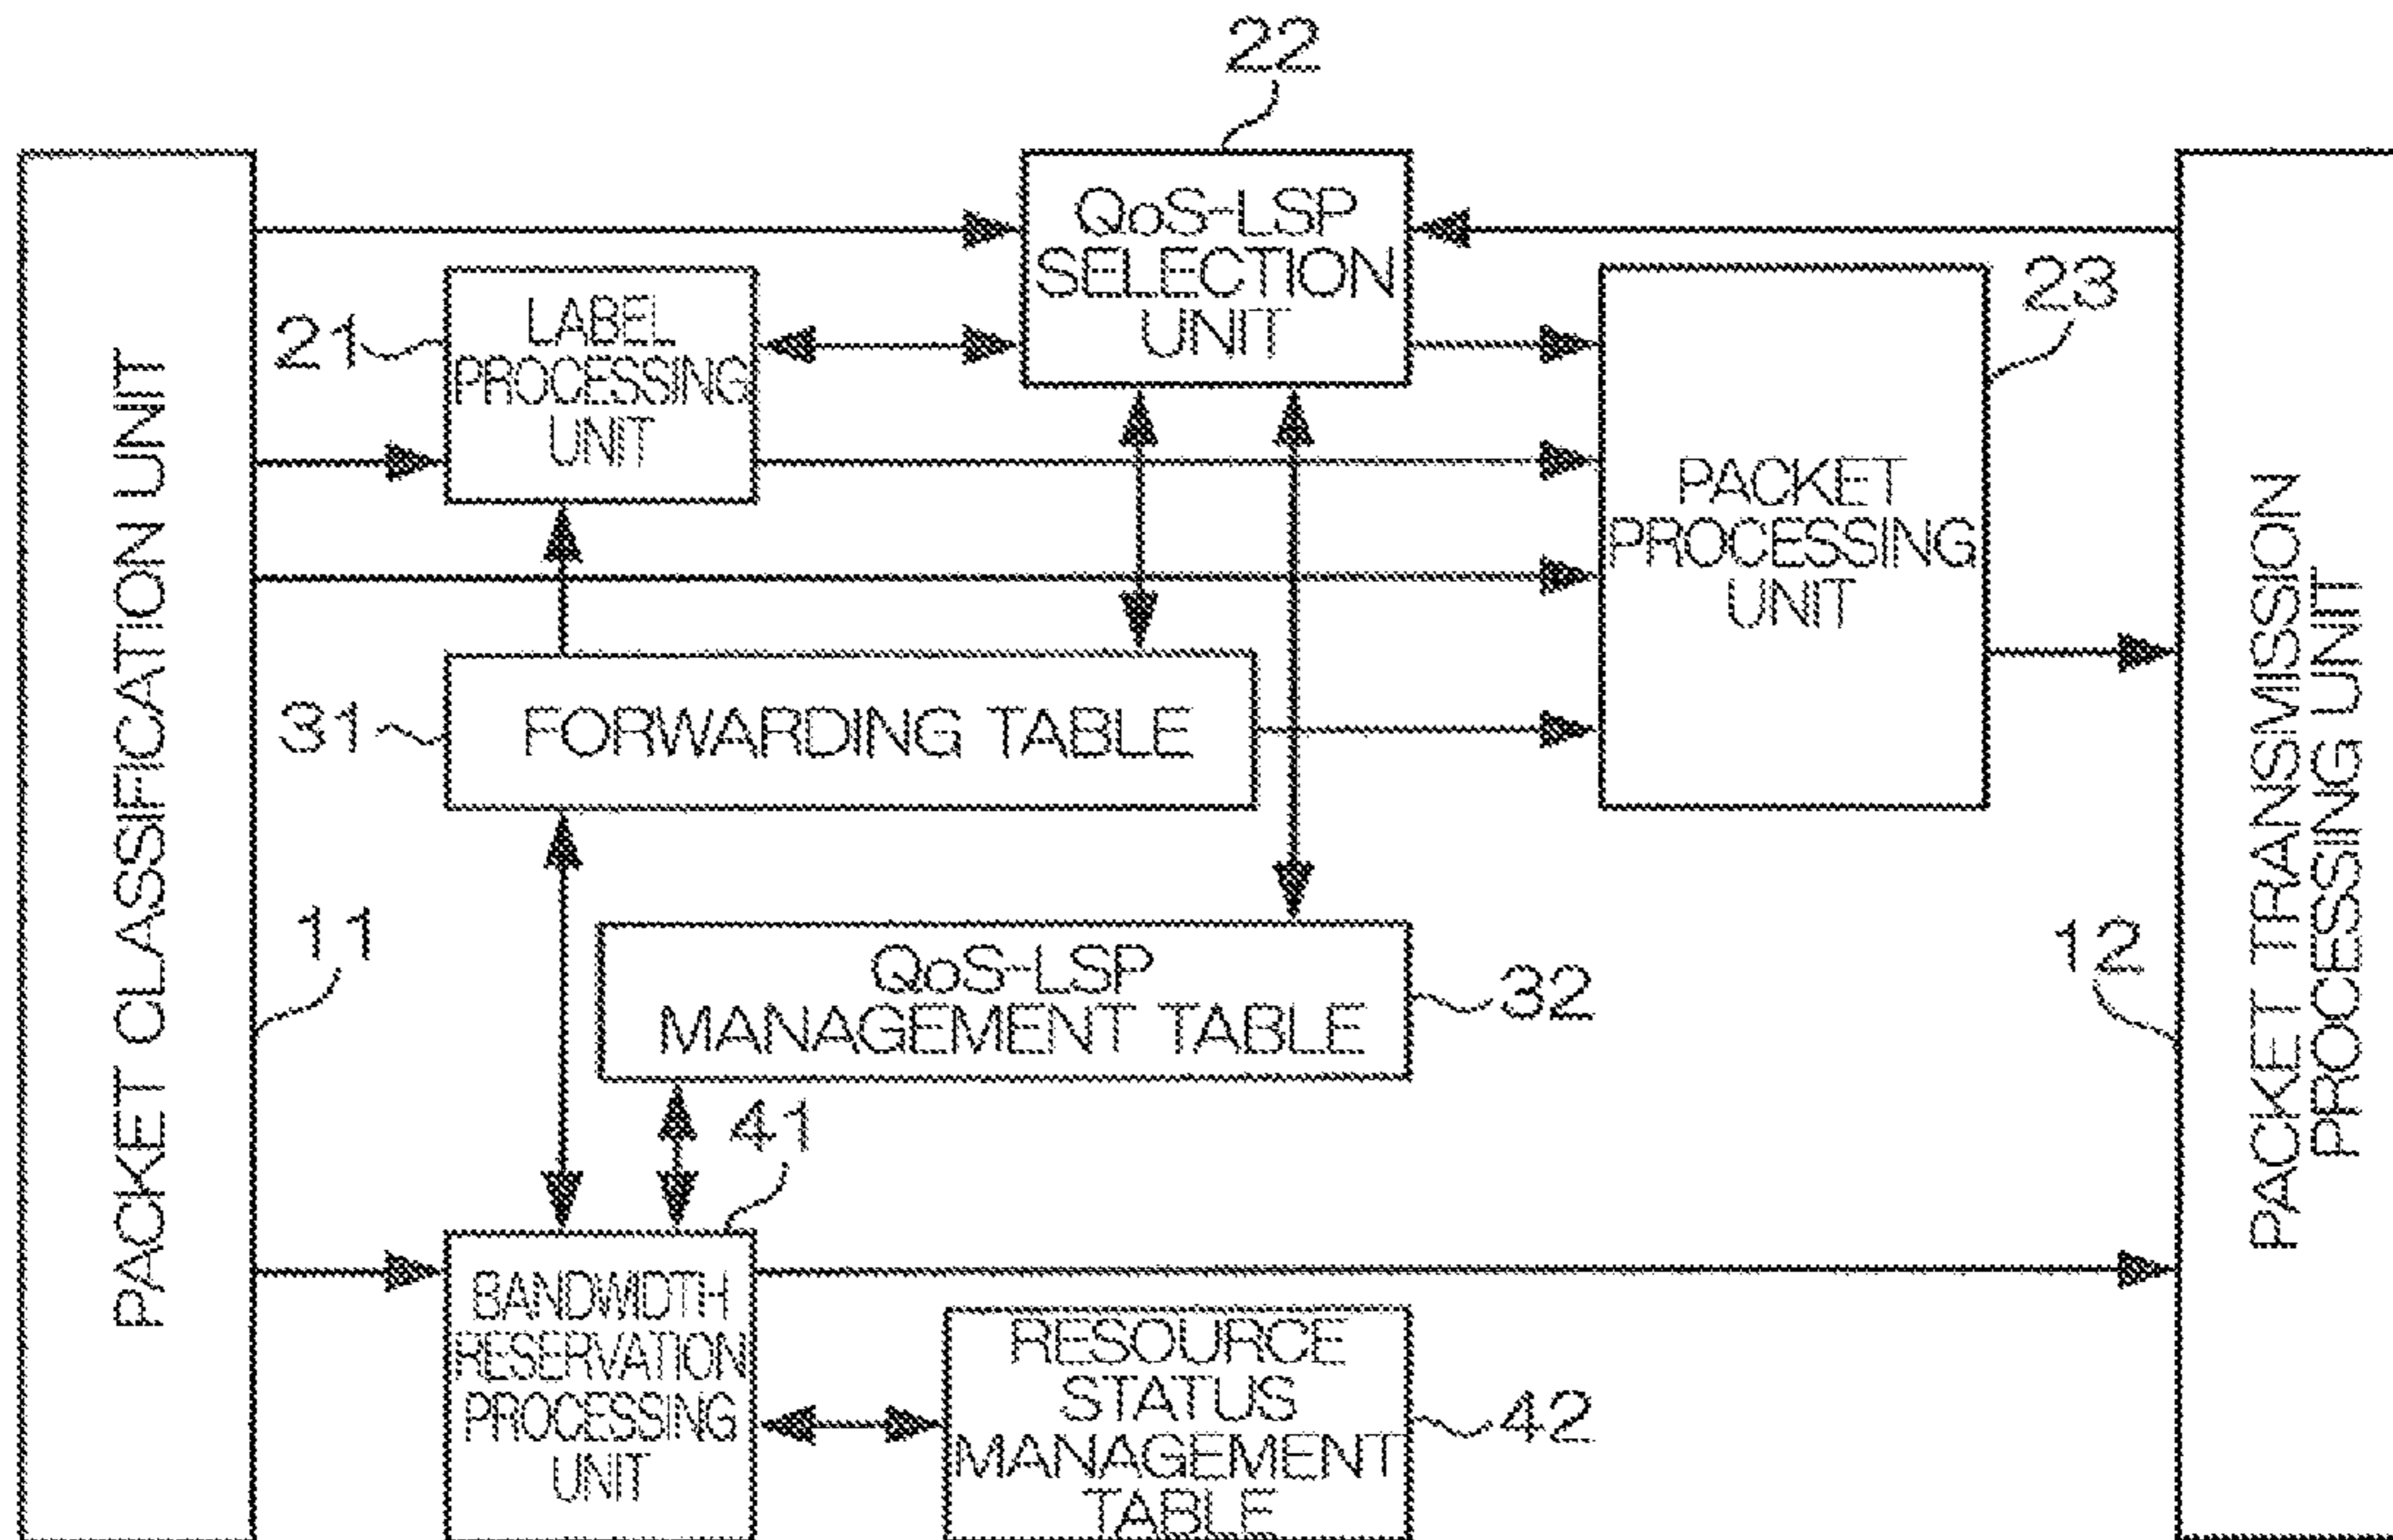 22
QoS-LSP
SELECTION
UNIT
21
LABEL
PROCESSING
UNIT
23
PACKET
PROCESSING
UNIT
PACKET CLASSIFICATION UNIT
11
31
FORWARDING TABLE
QoS-LSP
MANAGEMENT TABLE
32
12
PACKET TRANSMISSION
PROCESSING UNIT
41
BANDWIDTH
RESERVATION
PROCESSING
UNIT
RESOURCE
STATUS
MANAGEMENT
TABLE
42